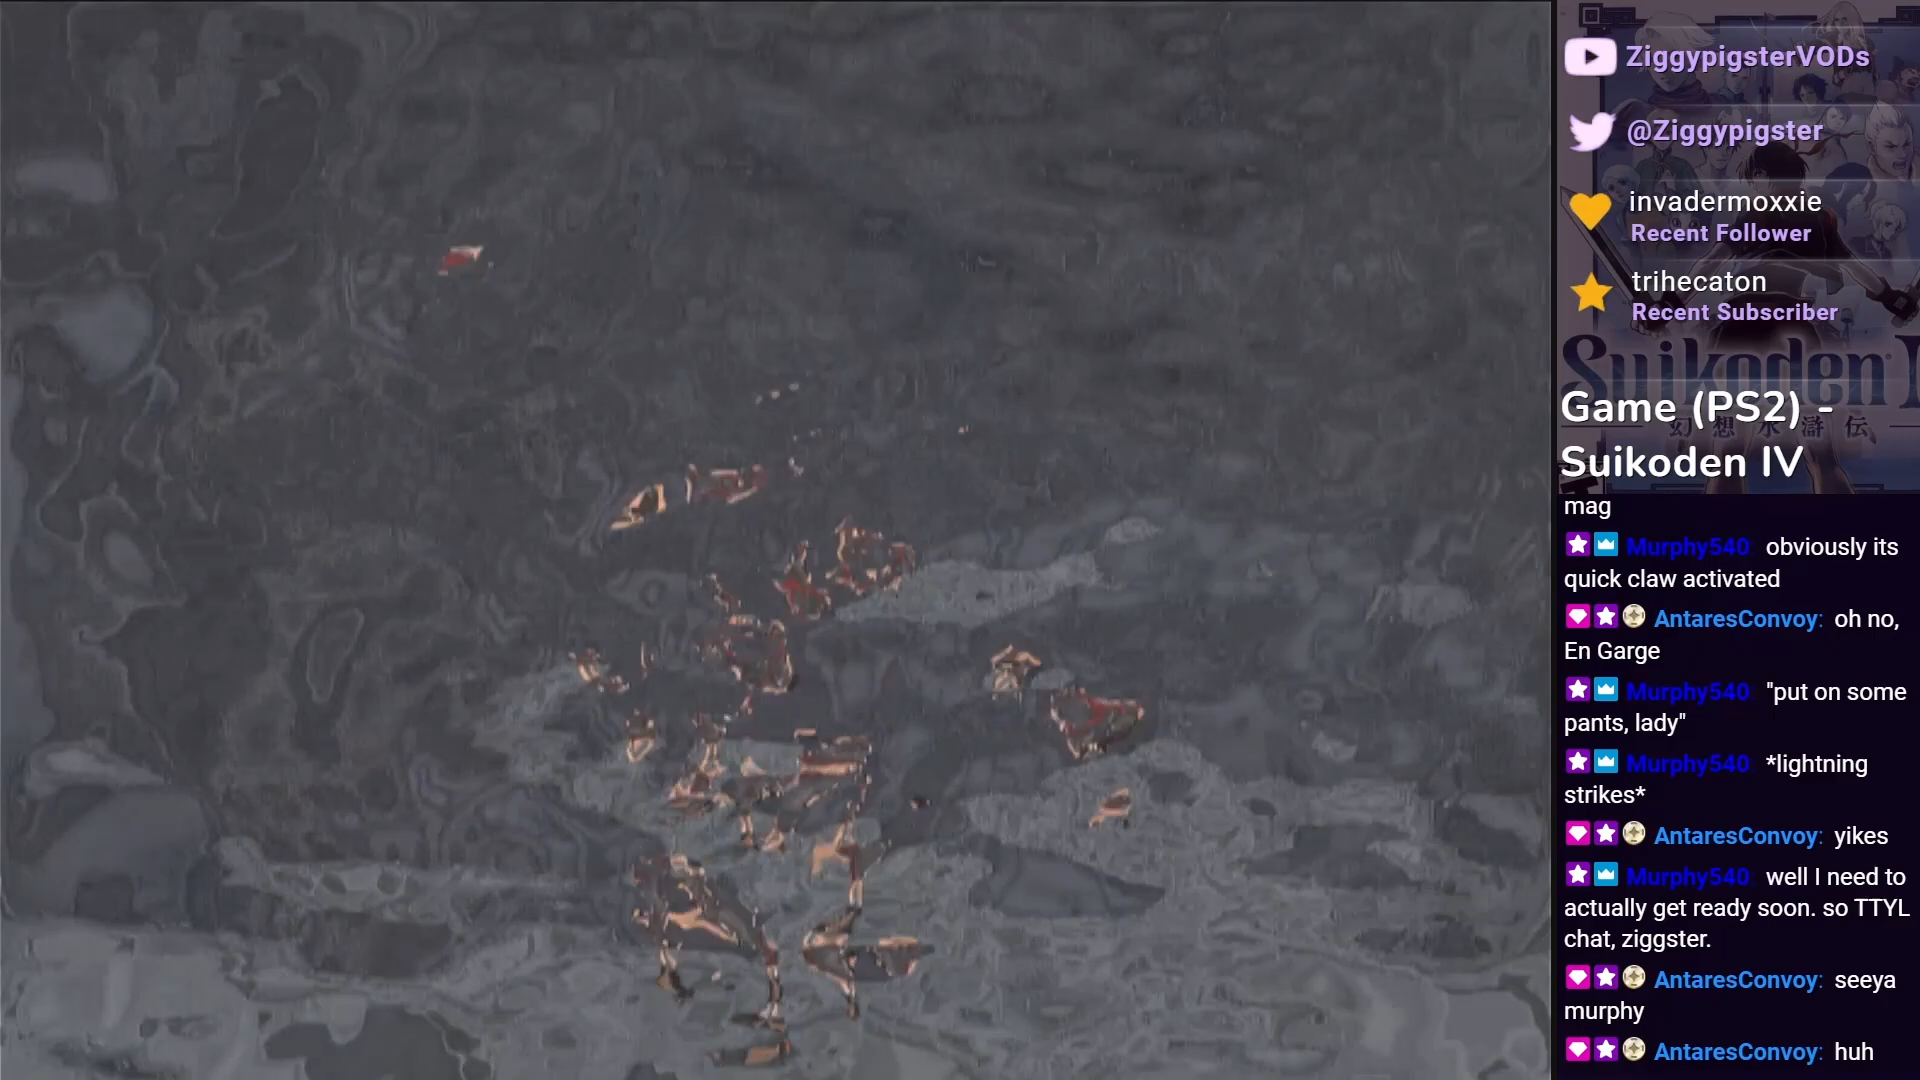 ZiggypigsterVODs
@Ziggypigster
invadermoxxie
Recent Follower
trihecaton
Recent Subscriber
Suikoden I
Game (PS2) -
幻想水滸伝
Suikoden IV
mag
Murphy540: obviously its
quick claw activated
AntaresConvoy: oh no,
En Garge
Murphy540: "put on some
pants, lady"
Murphy540: *lightning
strikes*
AntaresConvoy: yikes
Murphy540: well I need to
actually get ready soon. so TTYL
chat, ziggster.
AntaresConvoy: seeya
murphy
AntaresConvoy: huh